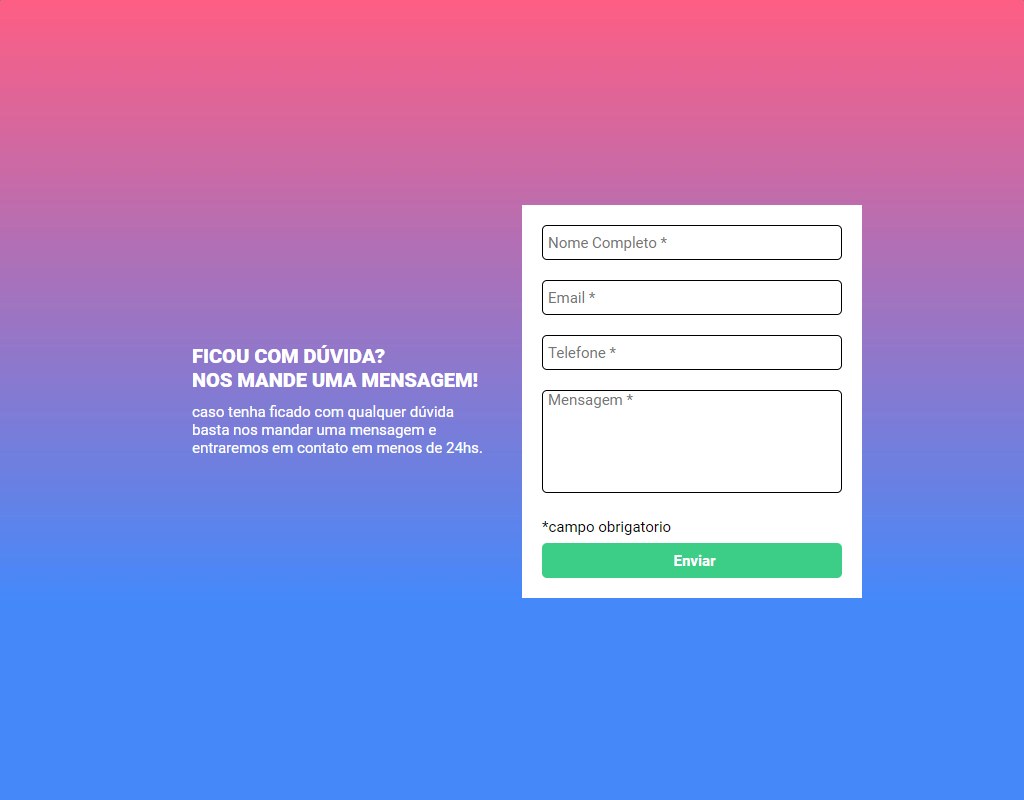 FICOU COM DÚVIDA?
NOS MANDE UMA MENSAGEM!
caso tenha ficado com qualquer dúvida
basta nos mandar uma mensagem e
entraremos em contato em menos de 24hs.
Nome Completo *
Email *
Telefone *
Mensagem *
*campo obrigatorio
Enviar